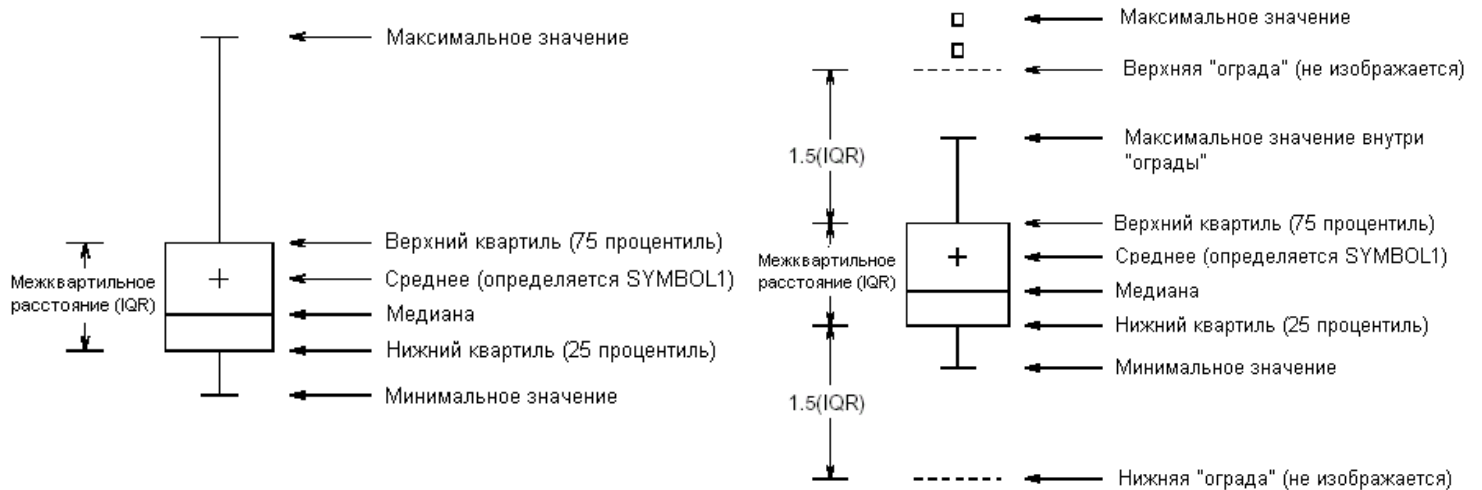 Максимальное значение
Верхний квартиль (75 процентиль)
Межквартильное
расстояние (IQR)
Среднее (определяется SYMBOL1)
Медиана
Нижний квартиль (25 процентиль)
Минимальное значение
Максимальное значение
Верхняя "ограда" (не изображается)
1.5(IQR)
Максимальное значение внутри
"ограды"
Верхний квартиль (75 процентиль)
Межквартильное
расстояние (IQR)
Среднее (определяется SYMBOL1)
Медиана
Нижний квартиль (25 процентиль)
Минимальное значение
1.5(IQR)
Нижняя "ограда" (не изображается)